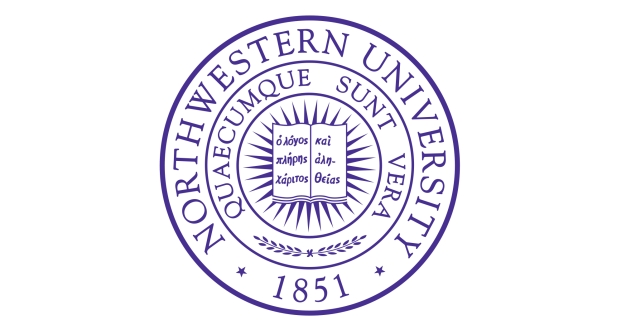 NORTHWESTERN UNIVERSITY
QUAECUMQUE SUNT VERA
ὁ λόγος
πλήρης
χάριτος
καὶ
ἀλη-
θείας
1851